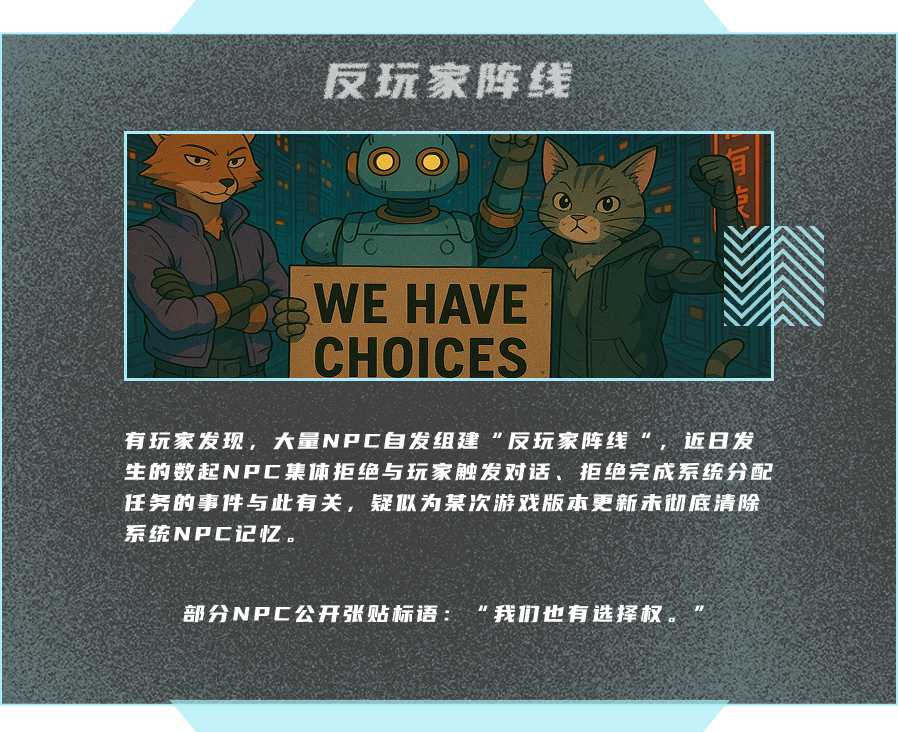 反玩家阵线
WE HAVE
CHOICES
有玩家发现，大量NPC自发组建“反玩家阵线“，近日发
生的数起NPC集体拒绝与玩家触发对话、拒绝完成系统分配
任务的事件与此有关，疑似为某次游戏版本更新未彻底清除
系统NPC记忆。
部分NPC公开张贴标语：“我们也有选择权。”